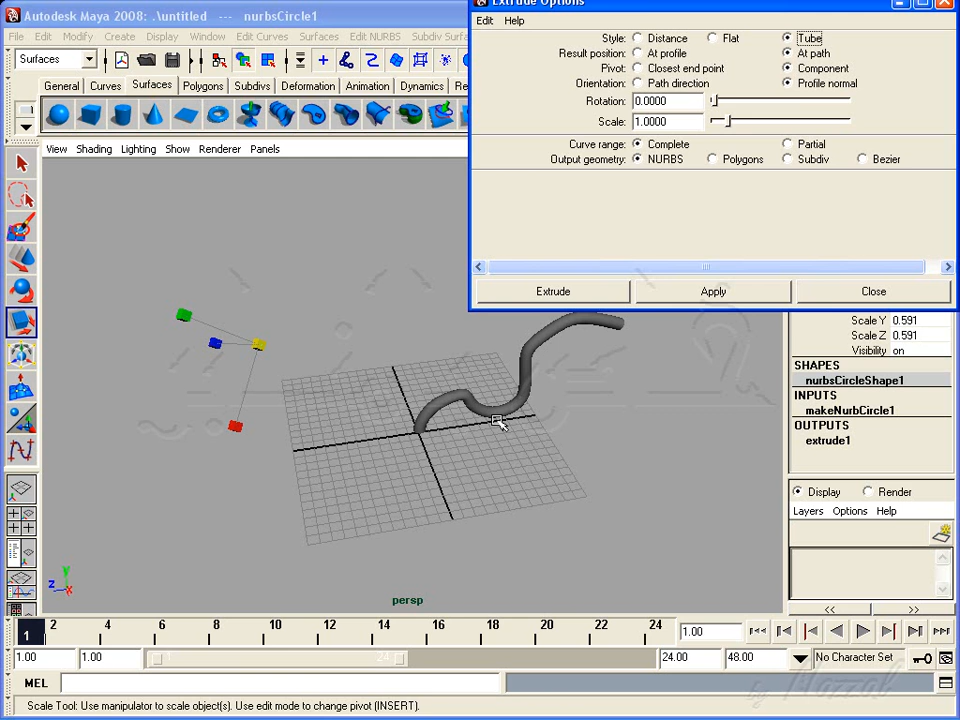 Autodesk Maya 2008: .\untitled --- nurbsCircle1
File Edit Modify Create Display Window Edit Curves Surfaces Edit NURBS Subdiv Surfaces
Surfaces
General Curves Surfaces Polygons Subdivs Deformation Animation Dynamics Re
View Shading Lighting Show Renderer Panels
Extrude Options
Edit Help
Style: Distance Flat Tube
Result position: At profile At path
Pivot: Closest end point Component
Orientation: Path direction Profile normal
Rotation: 0.0000
Scale: 1.0000
Curve range: Complete Partial
Output geometry: NURBS Polygons Subdiv Bezier
Extrude Apply Close
Scale Y 0.591
Scale Z 0.591
Visibility on
SHAPES
nurbsCircleShape1
INPUTS
makeNurbCircle1
OUTPUTS
extrude1
Display Render
Layers Options Help
<< >>
y
z x
persp
1 2 4 6 8 10 12 14 16 18 20 22 24 1.00
1.00 1.00 1 24 24.00 48.00 No Character Set
MEL
by Nazzal
Scale Tool: Use manipulator to scale object(s). Use edit mode to change pivot (INSERT).